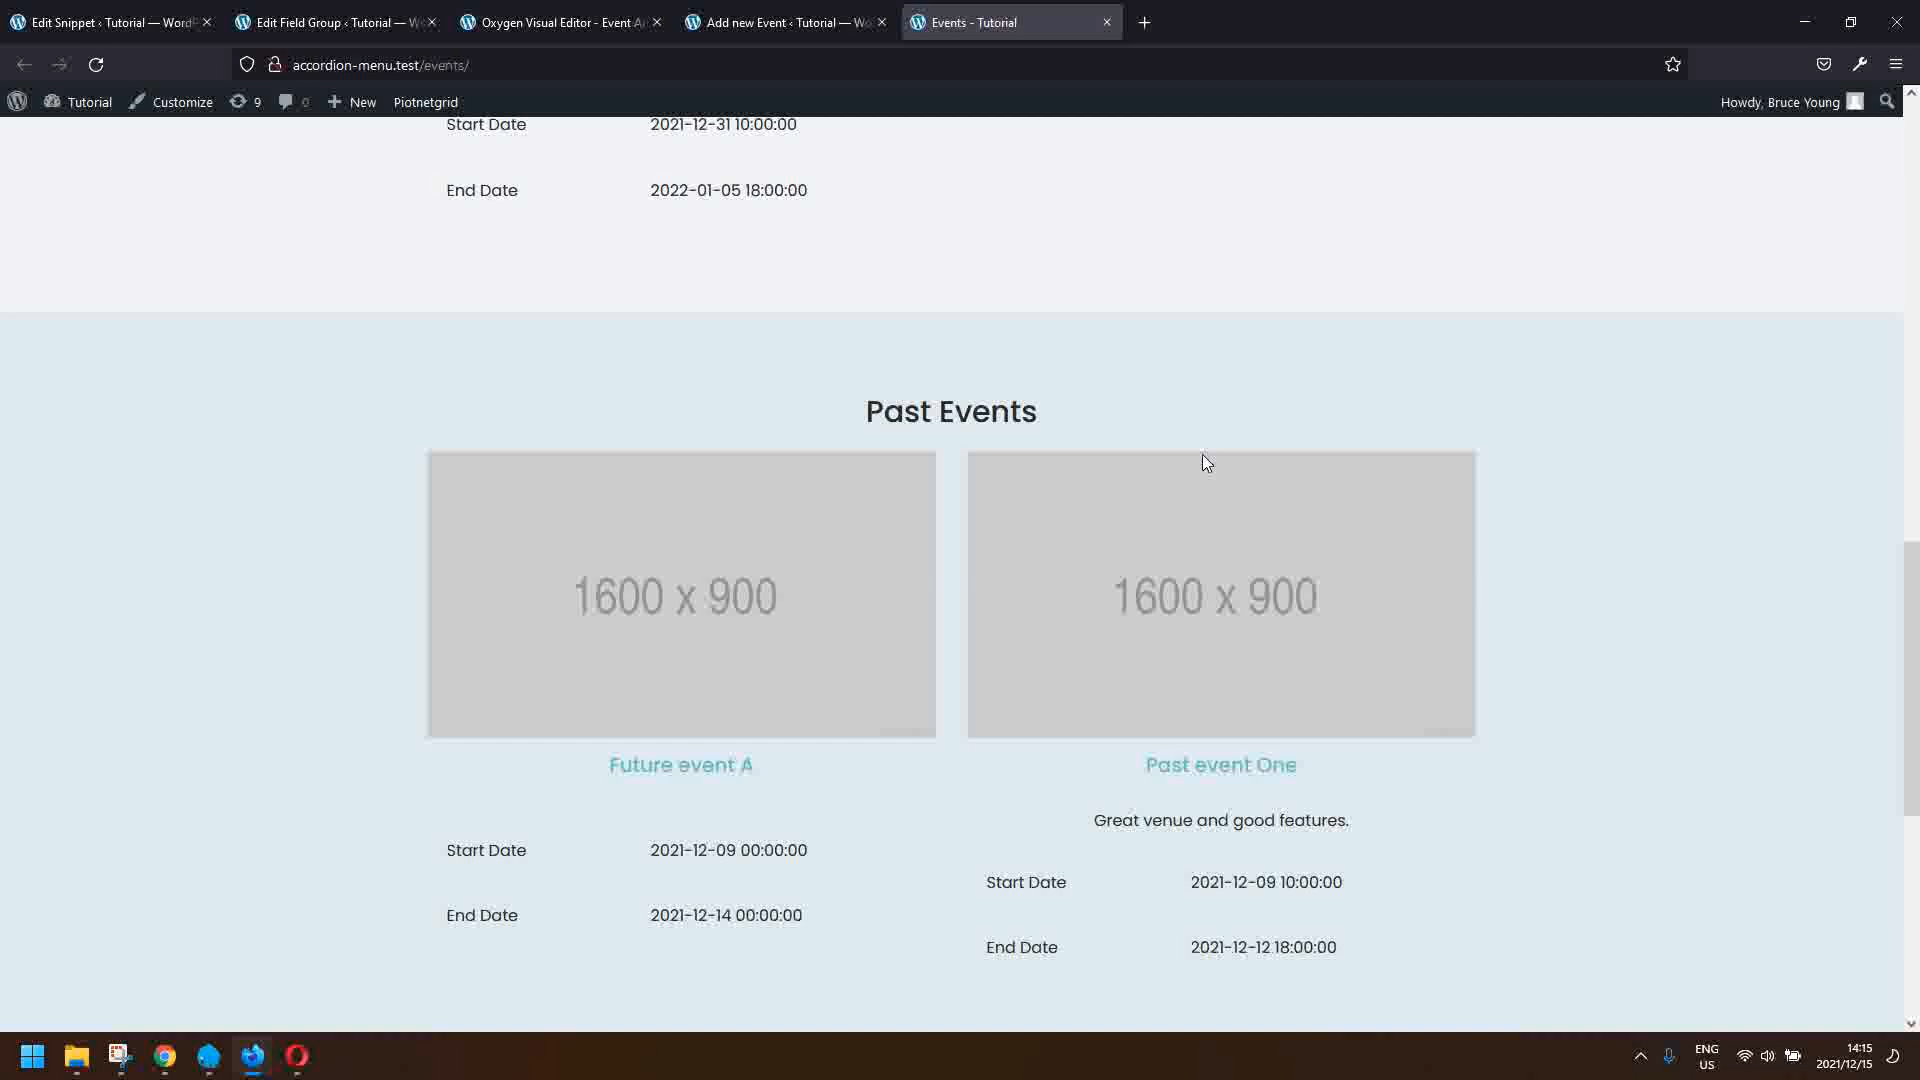 Edit Snippet ‹ Tutorial — Word
Edit Field Group ‹ Tutorial — W
Oxygen Visual Editor - Event A
Add new Event ‹ Tutorial — Wo
Events - Tutorial
accordion-menu.test/events/
Tutorial
Customize
9
0
New
Piotnetgrid
Howdy, Bruce Young
Start Date 2021-12-31 10:00:00
End Date 2022-01-05 18:00:00
Past Events
1600 x 900
1600 x 900
Future event A
Past event One
Great venue and good features.
Start Date 2021-12-09 00:00:00
Start Date 2021-12-09 10:00:00
End Date 2021-12-14 00:00:00
End Date 2021-12-12 18:00:00
ENG
US
14:15
2021/12/15